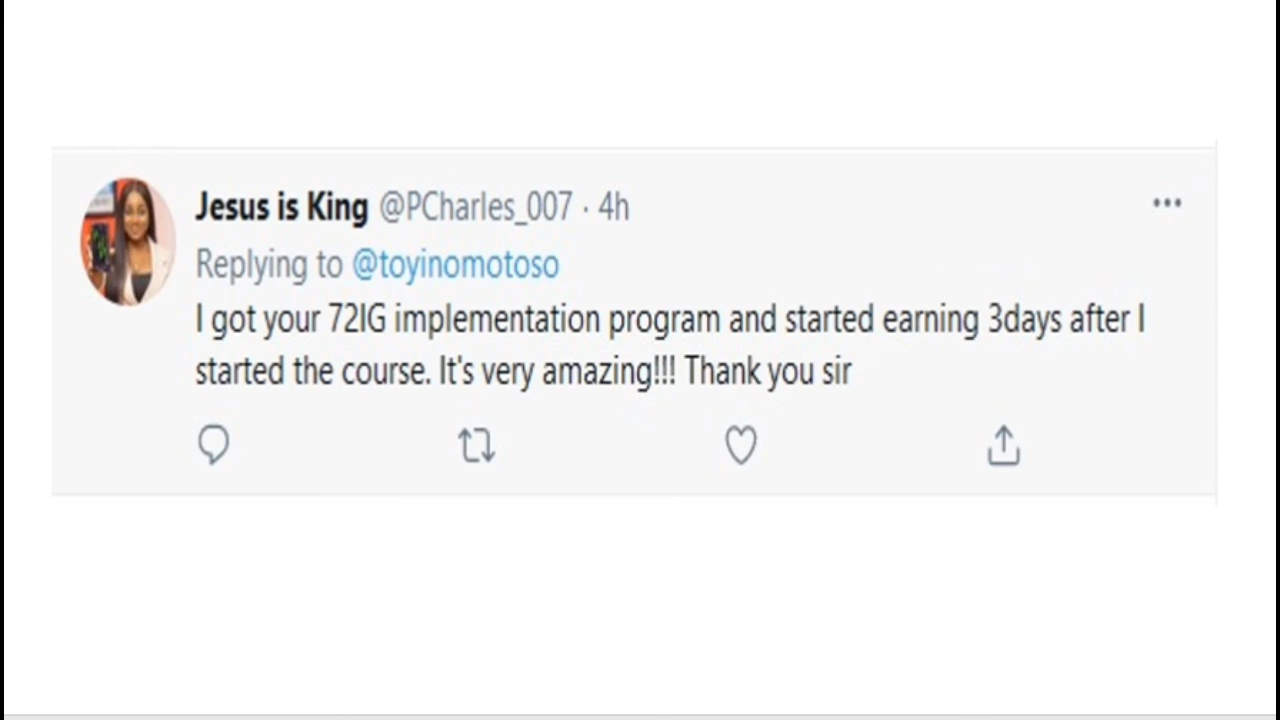 Jesus is King @PCharles_007 · 4h
Replying to @toyinomotoso
I got your 72IG implementation program and started earning 3days after I
started the course. It's very amazing!!! Thank you sir